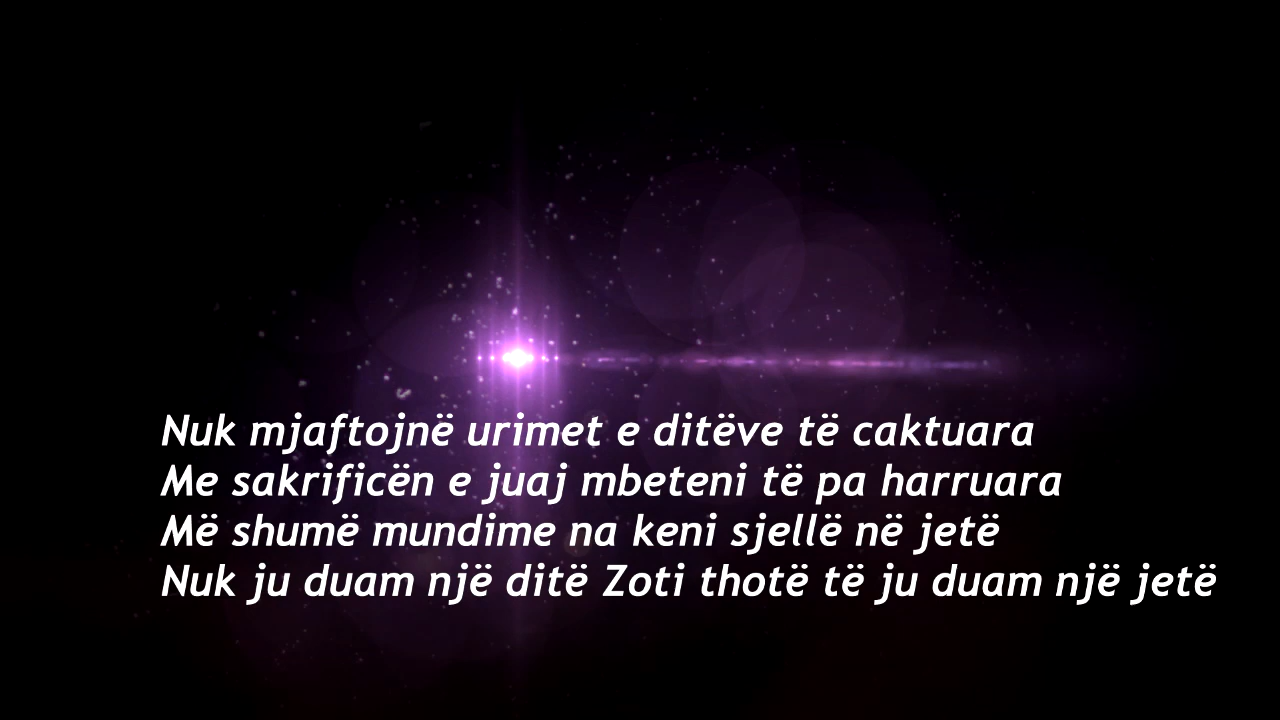 Nuk mjaftojnë urimet e ditëve të caktuara
Me sakrificën e juaj mbeteni të pa harruara
Më shumë mundime na keni sjellë në jetë
Nuk ju duam një ditë Zoti thotë të ju duam një jetë